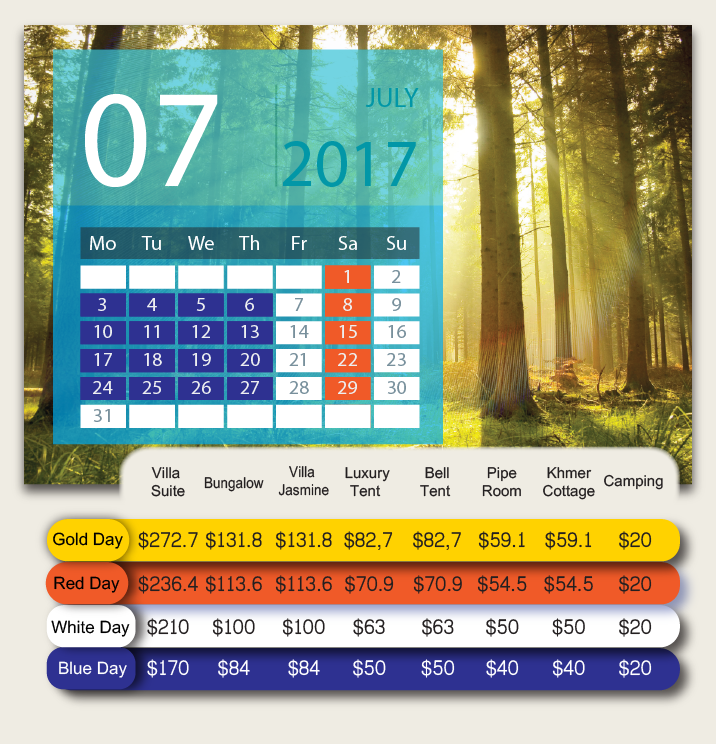 07
JULY
2017
Mo Tu We Th Fr Sa Su
1 2
3 4 5 6 7 8 9
10 11 12 13 14 15 16
17 18 19 20 21 22 23
24 25 26 27 28 29 30
31
Villa Suite Bungalow Villa Jasmine Luxury Tent Bell Tent Pipe Room Khmer Cottage Camping
Gold Day $272.7 $131.8 $131.8 $82,7 $82,7 $59.1 $59.1 $20
Red Day $236.4 $113.6 $113.6 $70.9 $70.9 $54.5 $54.5 $20
White Day $210 $100 $100 $63 $63 $50 $50 $20
Blue Day $170 $84 $84 $50 $50 $40 $40 $20